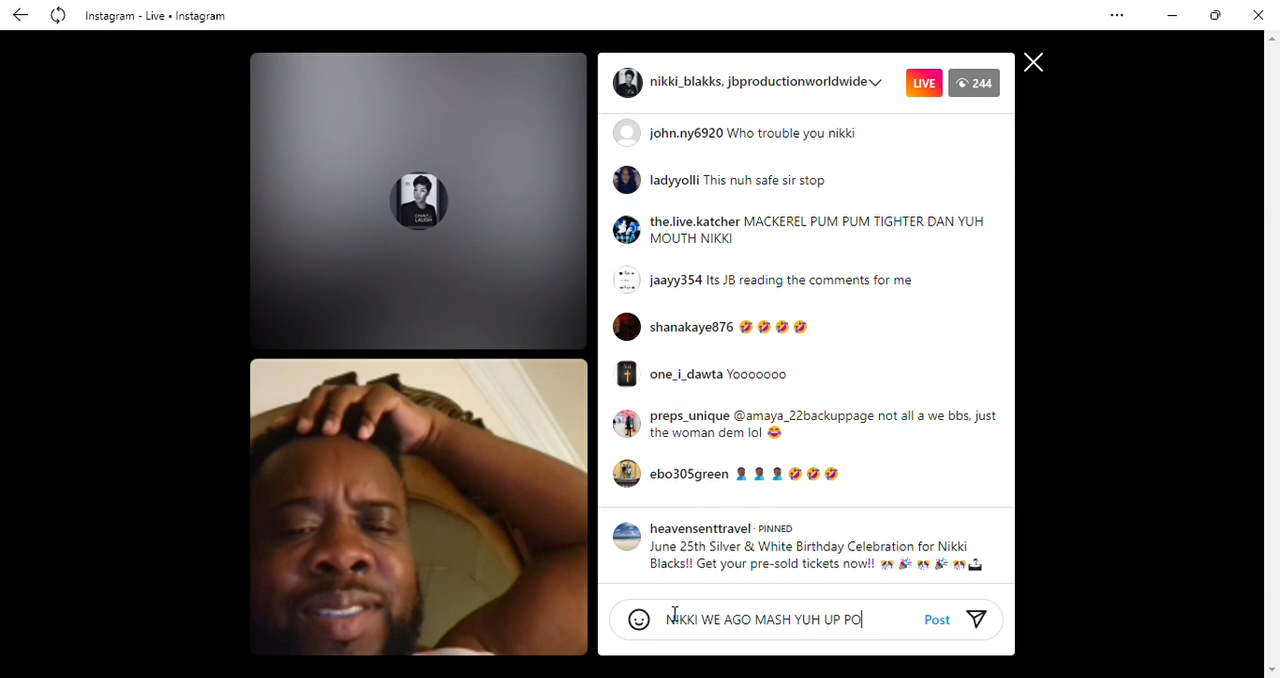 Instagram - Live • Instagram
nikki_blakks, jbproductionworldwide
LIVE
244
john.ny6920 Who trouble you nikki
ladyyolli This nuh safe sir stop
the.live.katcher MACKEREL PUM PUM TIGHTER DAN YUH
MOUTH NIKKI
jaayy354 Its JB reading the comments for me
shanakaye876 🤣 🤣 🤣 🤣
one_i_dawta Yooooooo
preps_unique @amaya_22backuppage not all a we bbs, just
the woman dem lol 😂
ebo305green 🤦🏿‍♂️ 🤦🏿‍♂️ 🤦🏿‍♂️ 🤣 🤣 🤣
heavensenttravel · PINNED
June 25th Silver & White Birthday Celebration for Nikki
Blacks!! Get your pre-sold tickets now!! 🎊 🎉 🎊 🎉 🎊
NIKKI WE AGO MASH YUH UP PO
Post